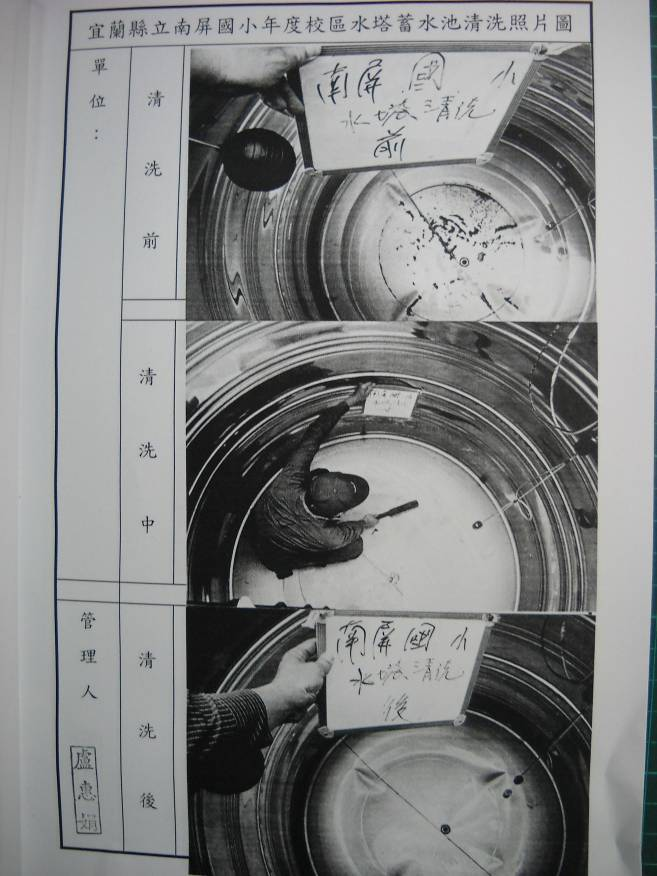 宜蘭縣立南屏國小年度校區水塔蓄水池清洗照片圖
單位：
清洗前
南屏國小
水塔清洗
前
清洗中
清洗後
南屏國小
水塔清洗
後
管理人
盧惠娟